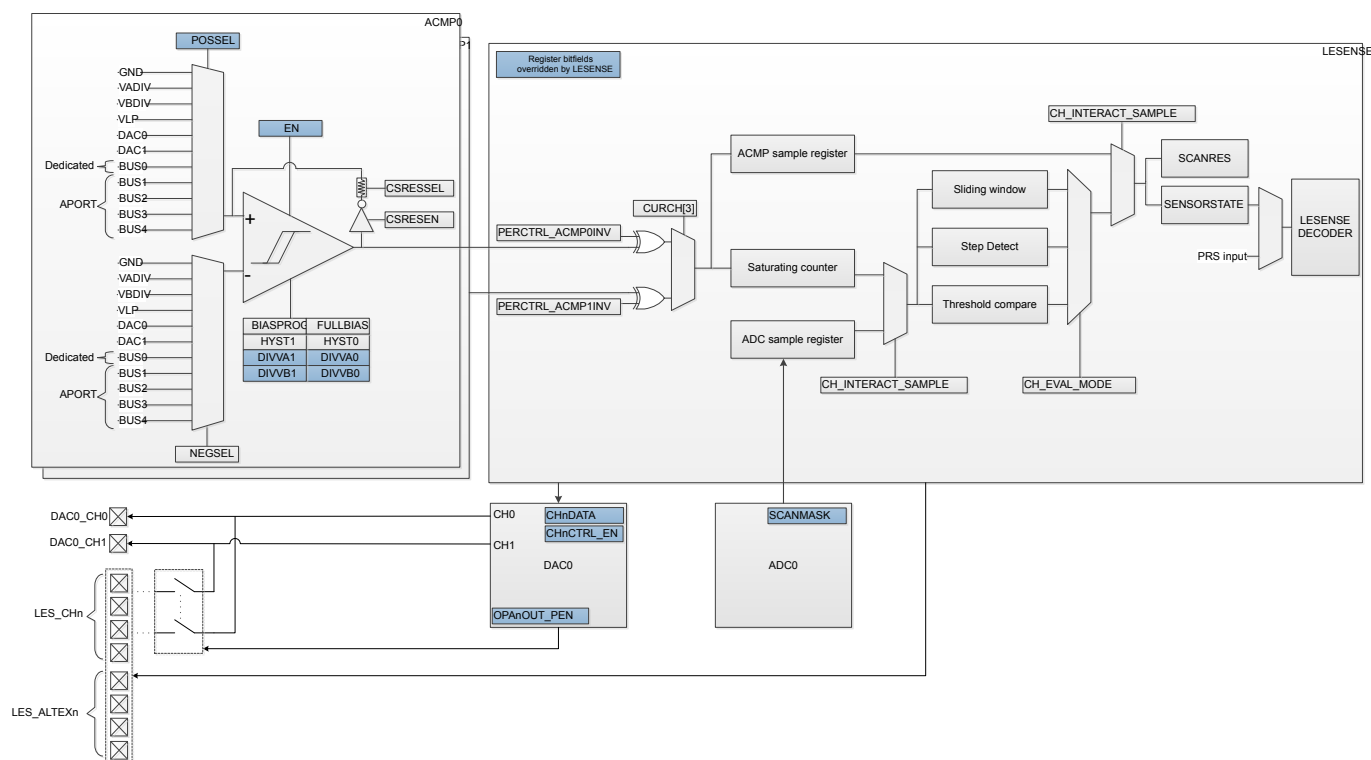 ACMP0
P1
POSSEL
GND
VADIV
VBDIV
VLP
DAC0
DAC1
Dedicated
BUS0
BUS1
APORT
BUS2
BUS3
BUS4
EN
CSRESSEL
CSRESEN
+
-
GND
VADIV
VBDIV
VLP
DAC0
DAC1
Dedicated
BUS0
BUS1
APORT
BUS2
BUS3
BUS4
NEGSEL
BIASPROG FULLBIAS
HYST1 HYST0
DIVVA1 DIVVA0
DIVVB1 DIVVB0
LESENSE
Register bitfields
overridden by LESENSE
PERCTRL_ACMP0INV
PERCTRL_ACMP1INV
CURCH[3]
ACMP sample register
Saturating counter
ADC sample register
CH_INTERACT_SAMPLE
Sliding window
Step Detect
Threshold compare
CH_EVAL_MODE
CH_INTERACT_SAMPLE
SCANRES
SENSORSTATE
PRS input
LESENSE
DECODER
DAC0_CH0
DAC0_CH1
LES_CHn
LES_ALTEXn
CH0
CH1
CHnDATA
CHnCTRL_EN
DAC0
OPAnOUT_PEN
SCANMASK
ADC0